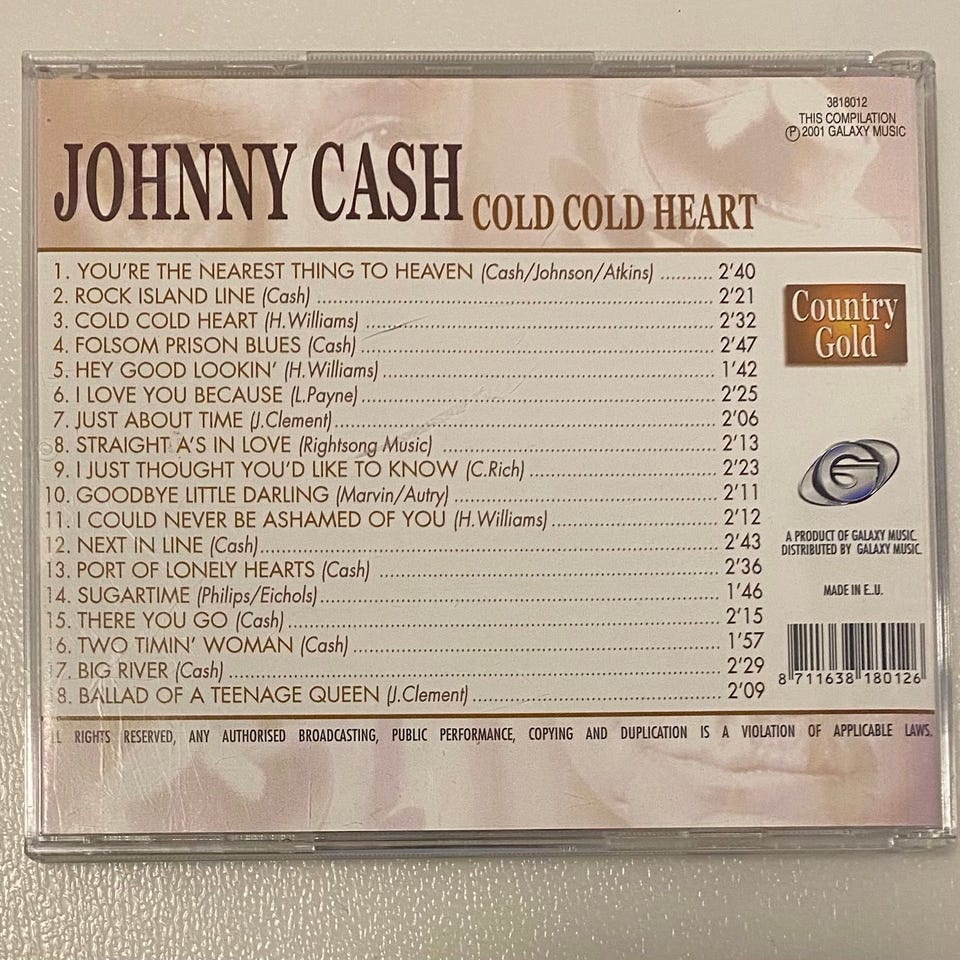 3818012
THIS COMPILATION
Ⓟ 2001 GALAXY MUSIC
JOHNNY CASH COLD COLD HEART
1. YOU'RE THE NEAREST THING TO HEAVEN (Cash/Johnson/Atkins) .......... 2'40
2. ROCK ISLAND LINE (Cash) .......... 2'21
3. COLD COLD HEART (H.Williams) .......... 2'32
4. FOLSOM PRISON BLUES (Cash) .......... 2'47
5. HEY GOOD LOOKIN' (H.Williams) .......... 1'42
6. I LOVE YOU BECAUSE (L.Payne) .......... 2'25
7. JUST ABOUT TIME (J.Clement) .......... 2'06
8. STRAIGHT A'S IN LOVE (Rightsong Music) .......... 2'13
9. I JUST THOUGHT YOU'D LIKE TO KNOW (C.Rich) .......... 2'23
10. GOODBYE LITTLE DARLING (Marvin/Autry) .......... 2'11
11. I COULD NEVER BE ASHAMED OF YOU (H.Williams) .......... 2'12
12. NEXT IN LINE (Cash) .......... 2'43
13. PORT OF LONELY HEARTS (Cash) .......... 2'36
14. SUGARTIME (Philips/Eichols) .......... 1'46
15. THERE YOU GO (Cash) .......... 2'15
16. TWO TIMIN' WOMAN (Cash) .......... 1'57
17. BIG RIVER (Cash) .......... 2'29
18. BALLAD OF A TEENAGE QUEEN (J.Clement) .......... 2'09
Country
Gold
G
A PRODUCT OF GALAXY MUSIC.
DISTRIBUTED BY GALAXY MUSIC.
MADE IN E.U.
8 711638 180126
RIGHTS RESERVED, ANY AUTHORISED BROADCASTING, PUBLIC PERFORMANCE, COPYING AND DUPLICATION IS A VIOLATION OF APPLICABLE LAWS.